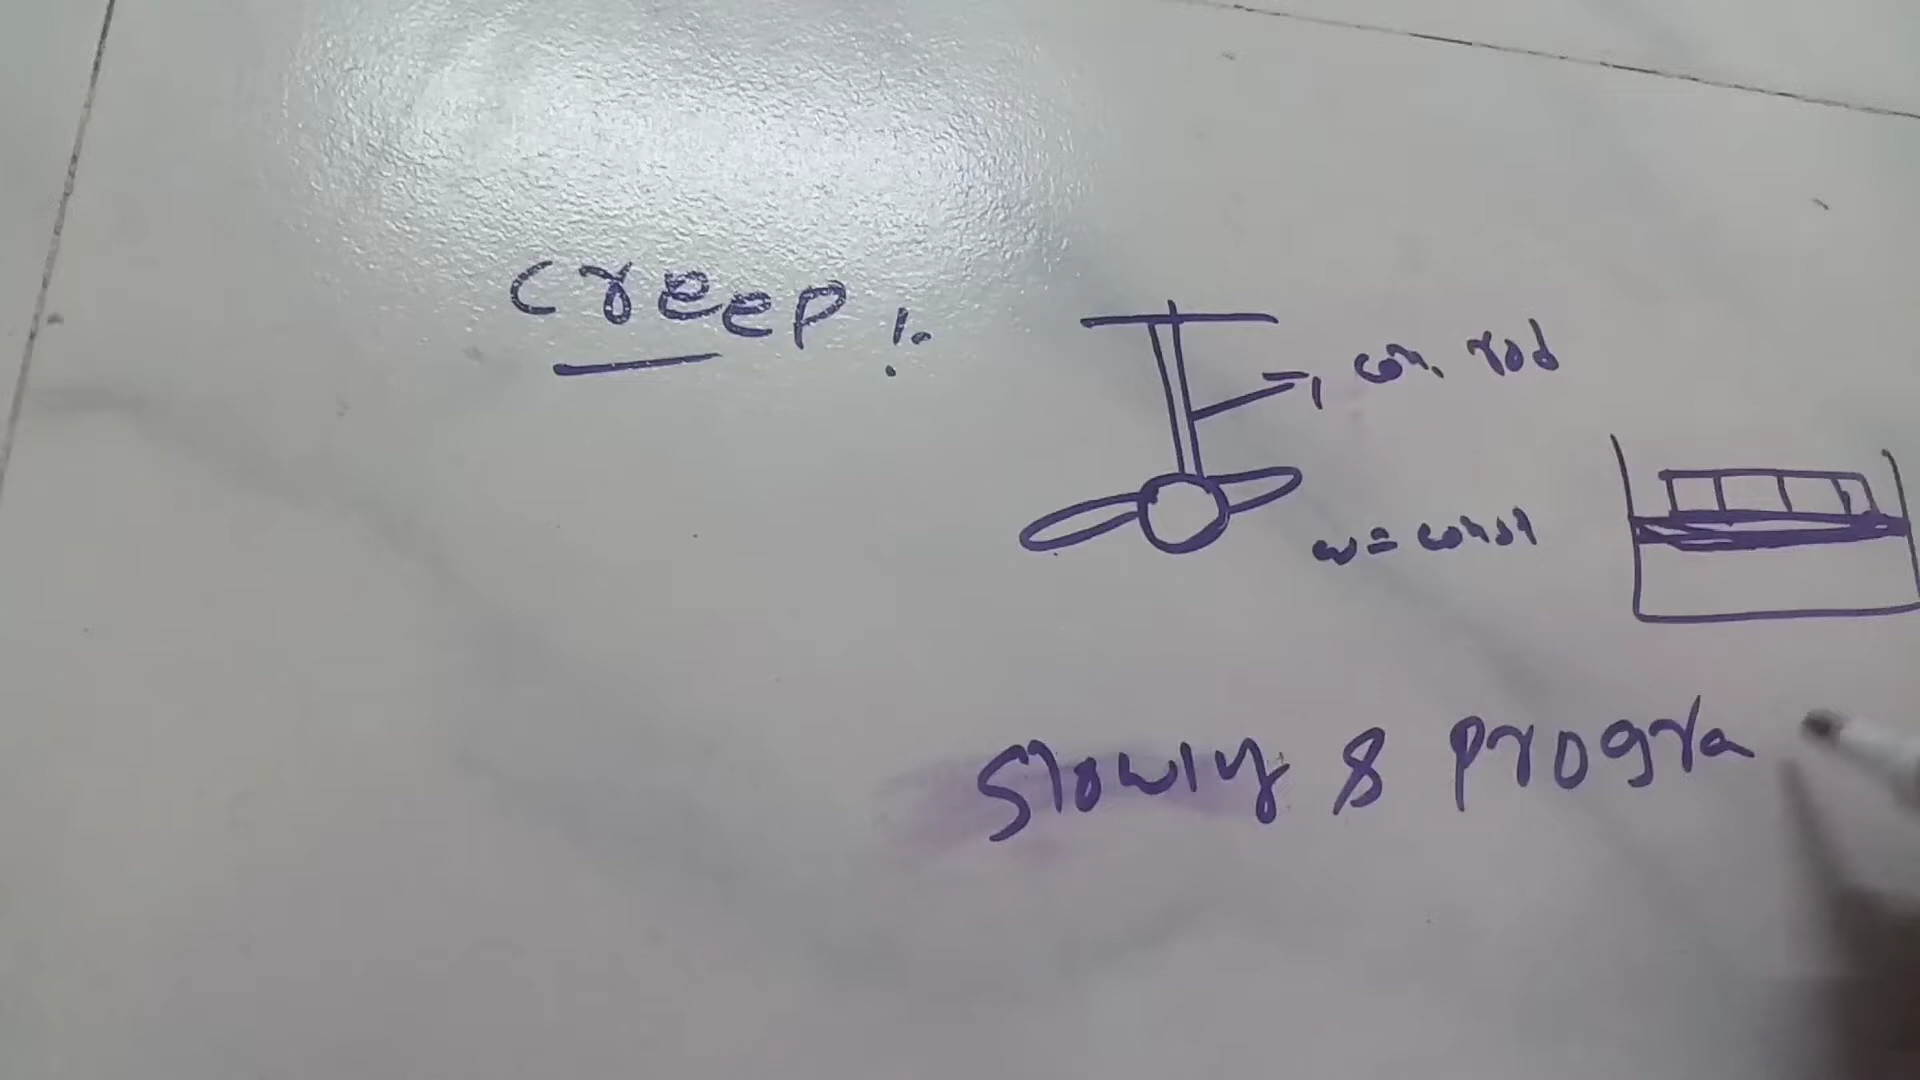 creep :-
con. rod
w = const
Slowly & progra